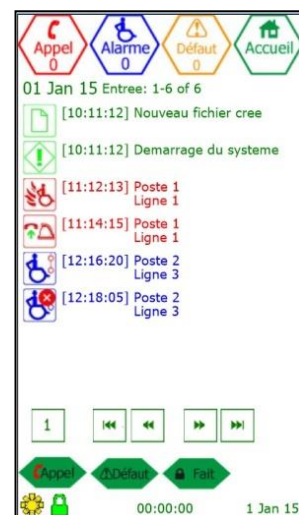 Appel
0
Alarme
0
Défaut
0
Accueil
01 Jan 15 Entree: 1-6 of 6
[10:11:12] Nouveau fichier cree
[10:11:12] Demarrage du systeme
[11:12:13] Poste 1
Ligne 1
[11:14:15] Poste 1
Ligne 1
[12:16:20] Poste 2
Ligne 3
[12:18:05] Poste 2
Ligne 3
1
Appel
Défaut
Fait
00:00:00 1 Jan 15